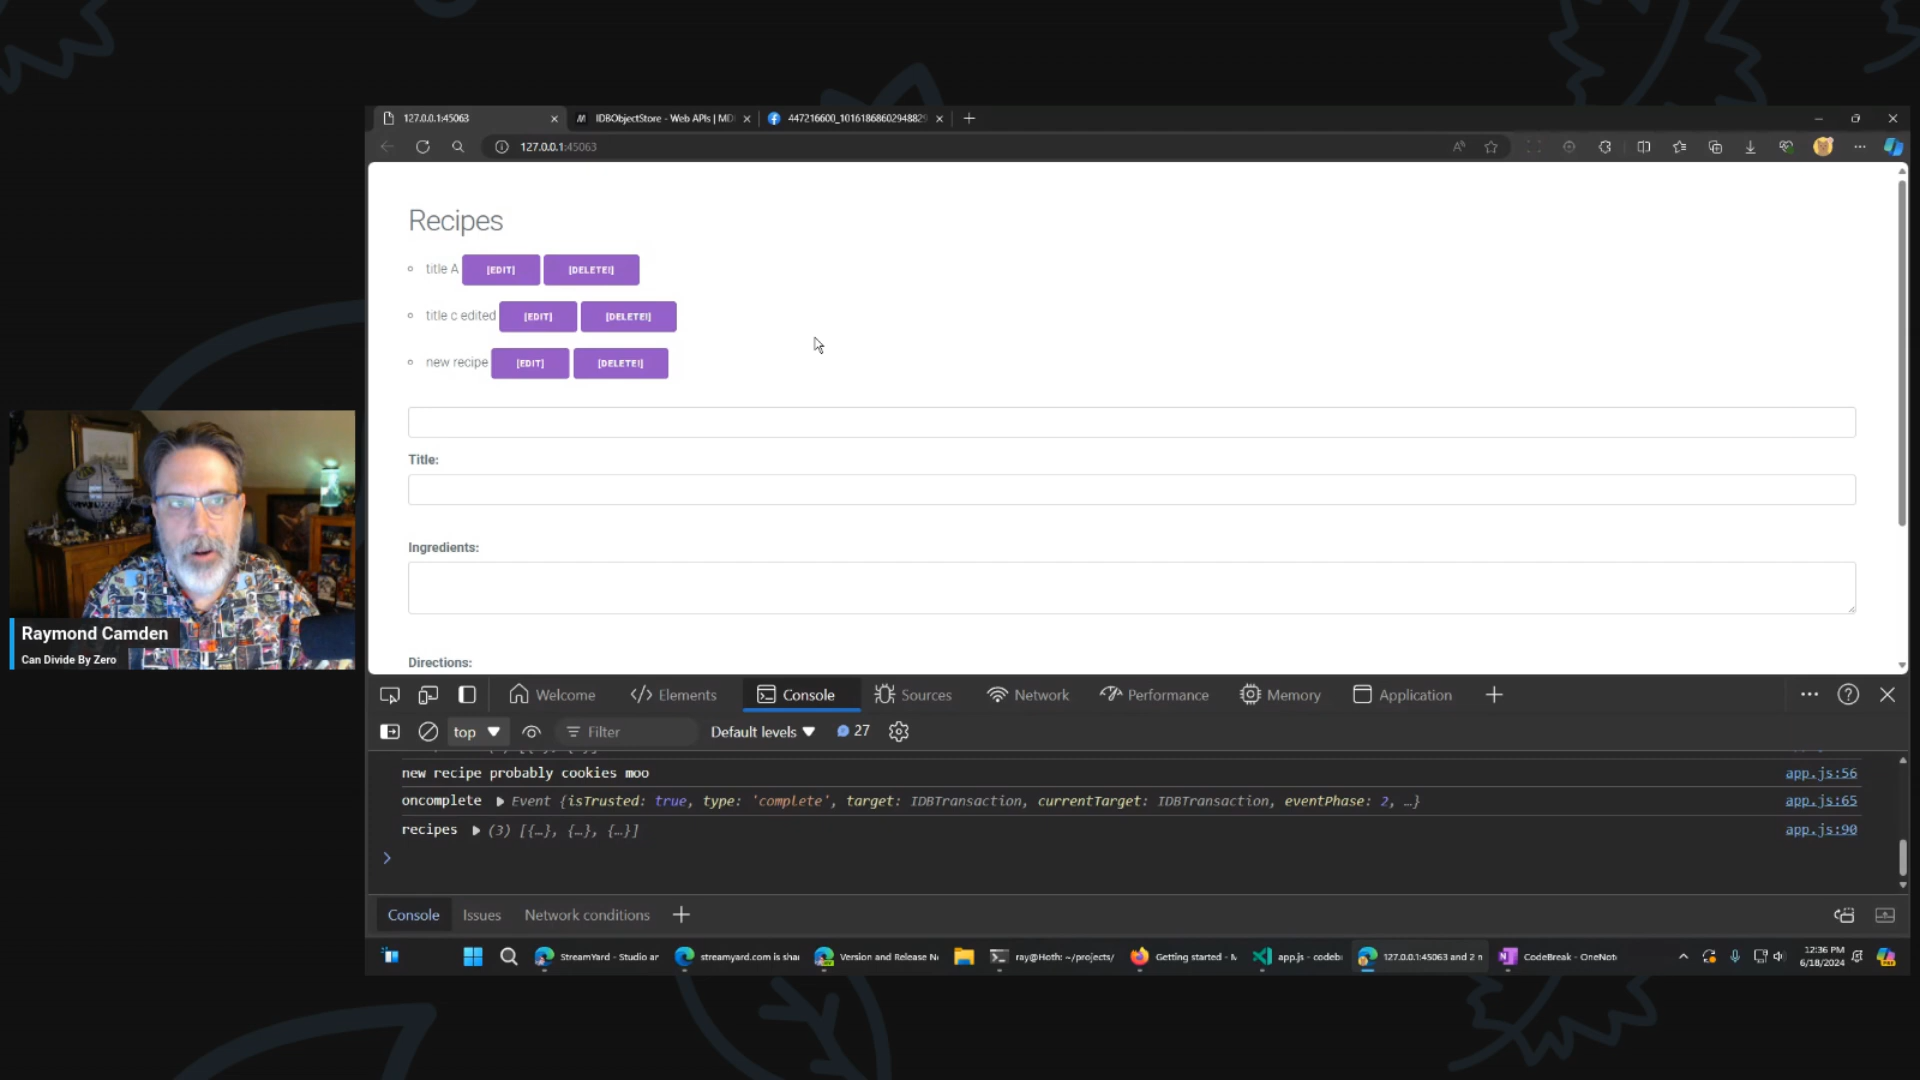 127.0.0.1:45063
IDBObjectStore - Web APIs | MD
447216600_1016186860294882
127.0.0.1:45063
Recipes
title A [EDIT] [DELETE!]
title c edited [EDIT] [DELETE!]
new recipe [EDIT] [DELETE!]
Title:
Ingredients:
Directions:
Raymond Camden
Can Divide By Zero
Welcome Elements Console Sources Network Performance Memory Application
top Filter Default levels 27
new recipe probably cookies moo app.js:56
oncomplete Event {isTrusted: true, type: 'complete', target: IDBTransaction, currentTarget: IDBTransaction, eventPhase: 2, …} app.js:65
recipes (3) [{…}, {…}, {…}] app.js:90
Console Issues Network conditions
StreamYard - Studio ar streamyard.com is shar Version and Release N ray@Hoth: ~/projects/ Getting started - app.js - codeb 127.0.0.1:45063 and 2 CodeBreak - OneNot
12:36 PM
6/18/2024